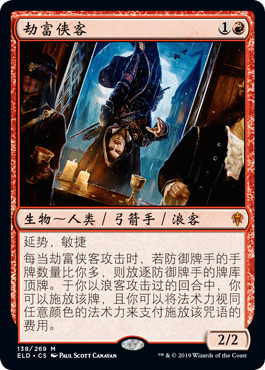 劫富侠客 1
生物～人类／弓箭手／浪客
延势，敏捷
每当劫富侠客攻击时，若防御牌手的手
牌数量比你多，则放逐防御牌手的牌库
顶牌。于你以浪客攻击过的回合中，你
可以施放该牌，且你可以将法术力视同
任意颜色的法术力来支付施放该咒语的
费用。
2/2
138/269 M
ELD • CS PAUL SCOTT CANAVAN
™ & © 2019 Wizards of the Coast